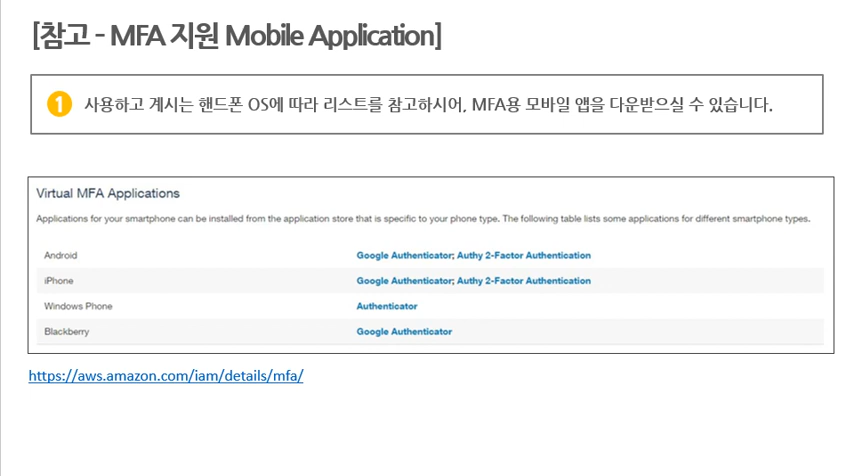 [참고 – MFA 지원 Mobile Application]
1 사용하고 계시는 핸드폰 OS에 따라 리스트를 참고하시어, MFA용 모바일 앱을 다운받으실 수 있습니다.
Virtual MFA Applications
Applications for your smartphone can be installed from the application store that is specific to your phone type. The following table lists some applications for different smartphone types.
Android Google Authenticator; Authy 2-Factor Authentication
iPhone Google Authenticator; Authy 2-Factor Authentication
Windows Phone Authenticator
Blackberry Google Authenticator
https://aws.amazon.com/iam/details/mfa/